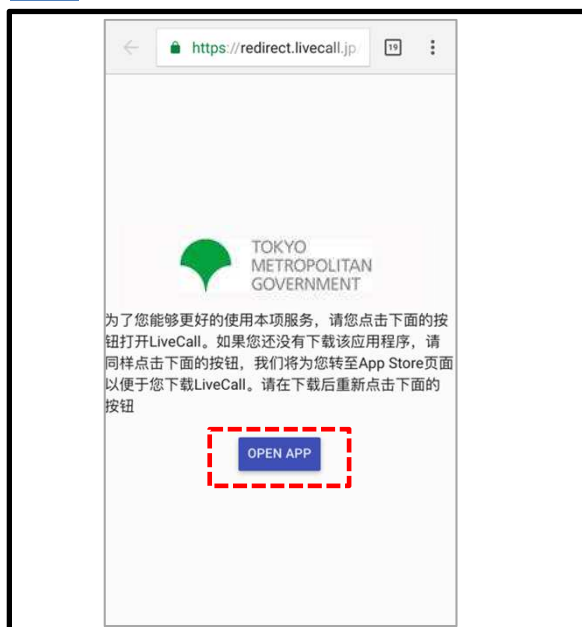 https://redirect.livecall.jp/
19
TOKYO
METROPOLITAN
GOVERNMENT
为了您能够更好的使用本项服务，请您点击下面的按
钮打开LiveCall。如果您还没有下载该应用程序，请
同样点击下面的按钮，我们将为您转至App Store页面
以便于您下载LiveCall。请在下载后重新点击下面的
按钮
OPEN APP